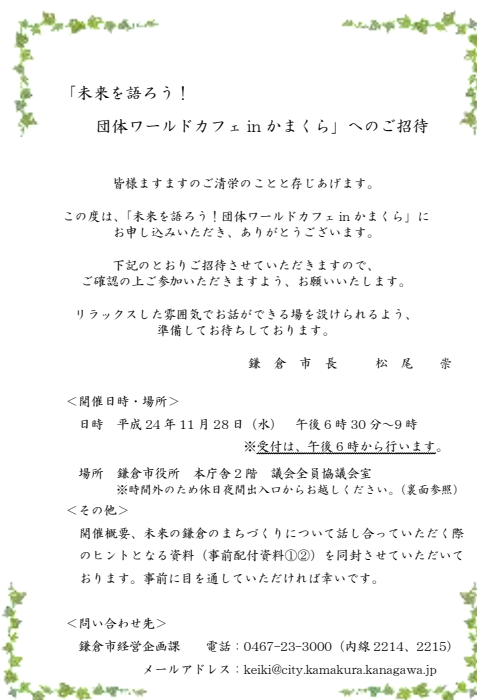 「未来を語ろう！
団体ワールドカフェ in かまくら」へのご招待
皆様ますますのご清栄のことと存じあげます。
この度は、「未来を語ろう！団体ワールドカフェ in かまくら」に
お申し込みいただき、ありがとうございます。
下記のとおりご招待させていただきますので、
ご確認の上ご参加いただきますよう、お願いいたします。
リラックスした雰囲気でお話ができる場を設けられるよう、
準備してお待ちしております。
鎌 倉 市 長　　松 尾　崇
＜開催日時・場所＞
日時　平成 24 年 11 月 28 日（水）　午後 6 時 30 分～9 時
※受付は、午後 6 時から行います。
場所　鎌倉市役所　本庁舎２階　議会全員協議会室
※時間外のため休日夜間出入口からお越しください。（裏面参照）
＜その他＞
開催概要、未来の鎌倉のまちづくりについて話し合っていただく際
のヒントとなる資料（事前配付資料①②）を同封させていただいて
おります。事前に目を通していただければ幸いです。
＜問い合わせ先＞
鎌倉市経営企画課　　電話：0467-23-3000（内線 2214、2215）
メールアドレス：keiki@city.kamakura.kanagawa.jp